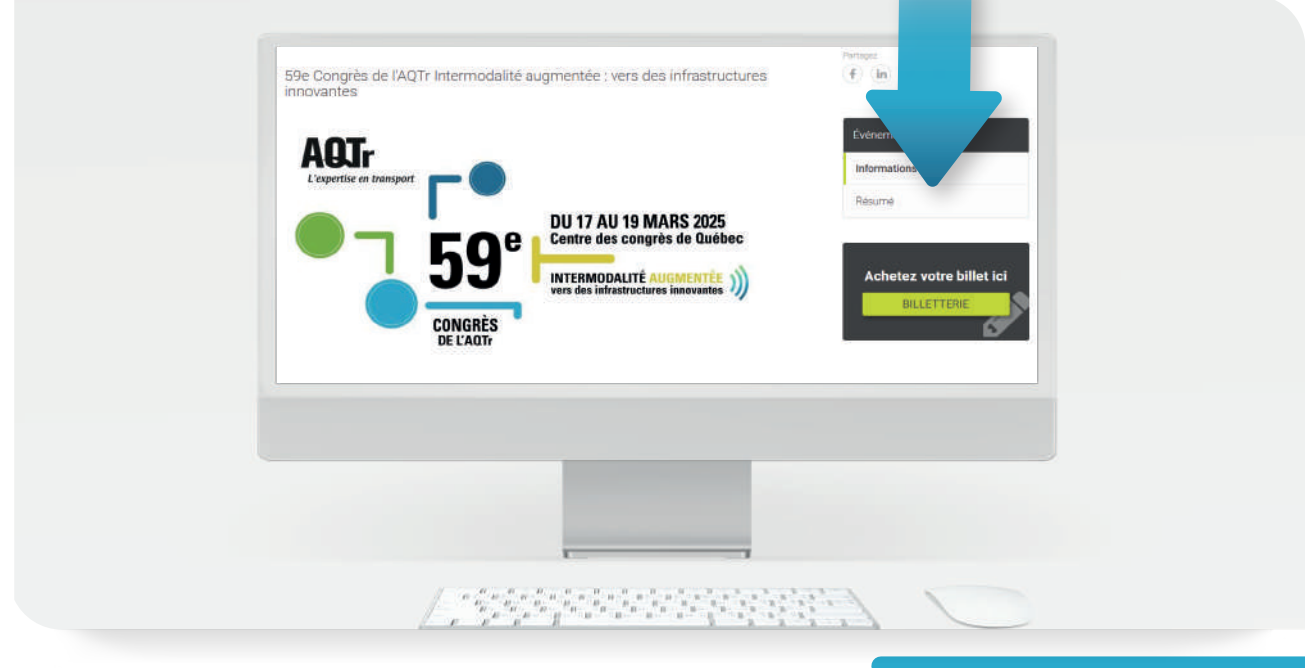 59e Congrès de l'AQTr Intermodalité augmentée : vers des infrastructures
innovantes
AQTr
L'expertise en transport
59e
CONGRÈS
DE L'AQTr
DU 17 AU 19 MARS 2025
Centre des congrès de Québec
INTERMODALITÉ AUGMENTÉE
vers des infrastructures innovantes
Partagez
f in
Informations
Résumé
Achetez votre billet ici
BILLETTERIE